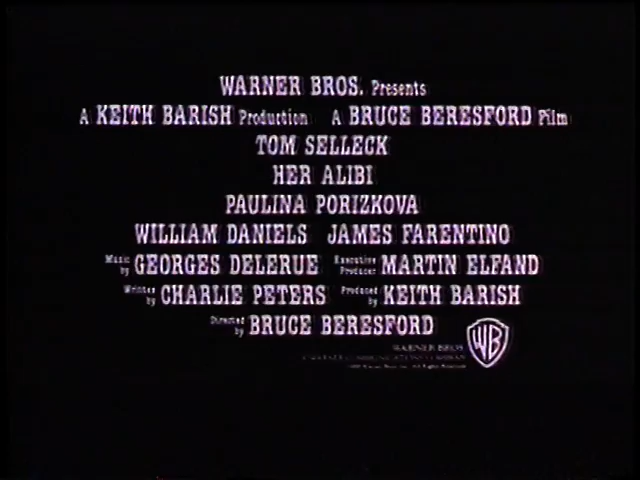 WARNER BROS. Presents
A KEITH BARISH Production A BRUCE BERESFORD Film
TOM SELLECK
HER ALIBI
PAULINA PORIZKOVA
WILLIAM DANIELS JAMES FARENTINO
Music by GEORGES DELERUE Executive Producer MARTIN ELFAND
Written by CHARLIE PETERS Produced by KEITH BARISH
Directed by BRUCE BERESFORD
WB
WARNER BROS